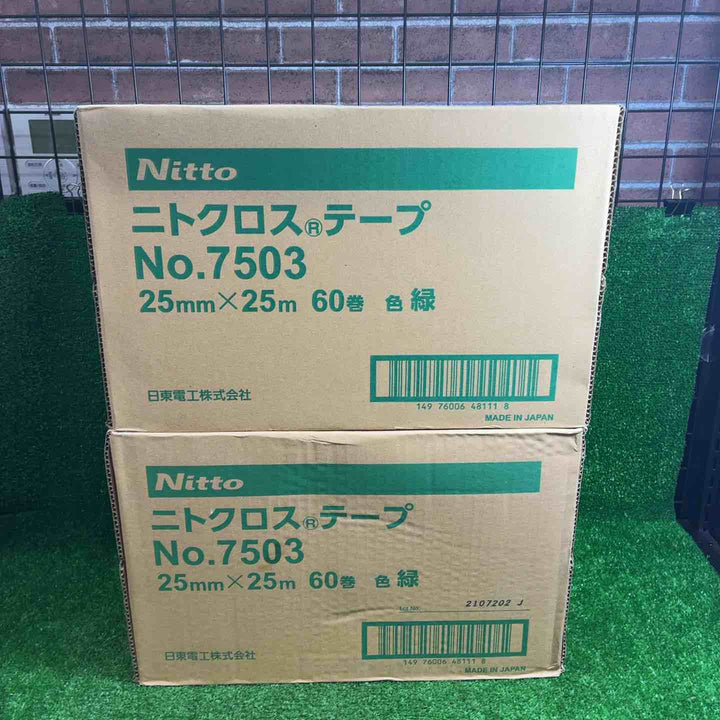 Nitto
ニトクロス®テープ
No.7503
25mm×25m 60巻 色 緑
日東電工株式会社
149 76006 48111 8
MADE IN JAPAN
Nitto
ニトクロス®テープ
No.7503
25mm×25m 60巻 色 緑
Lot No. 2107202 J
日東電工株式会社
149 76006 48111 8
MADE IN JAPAN